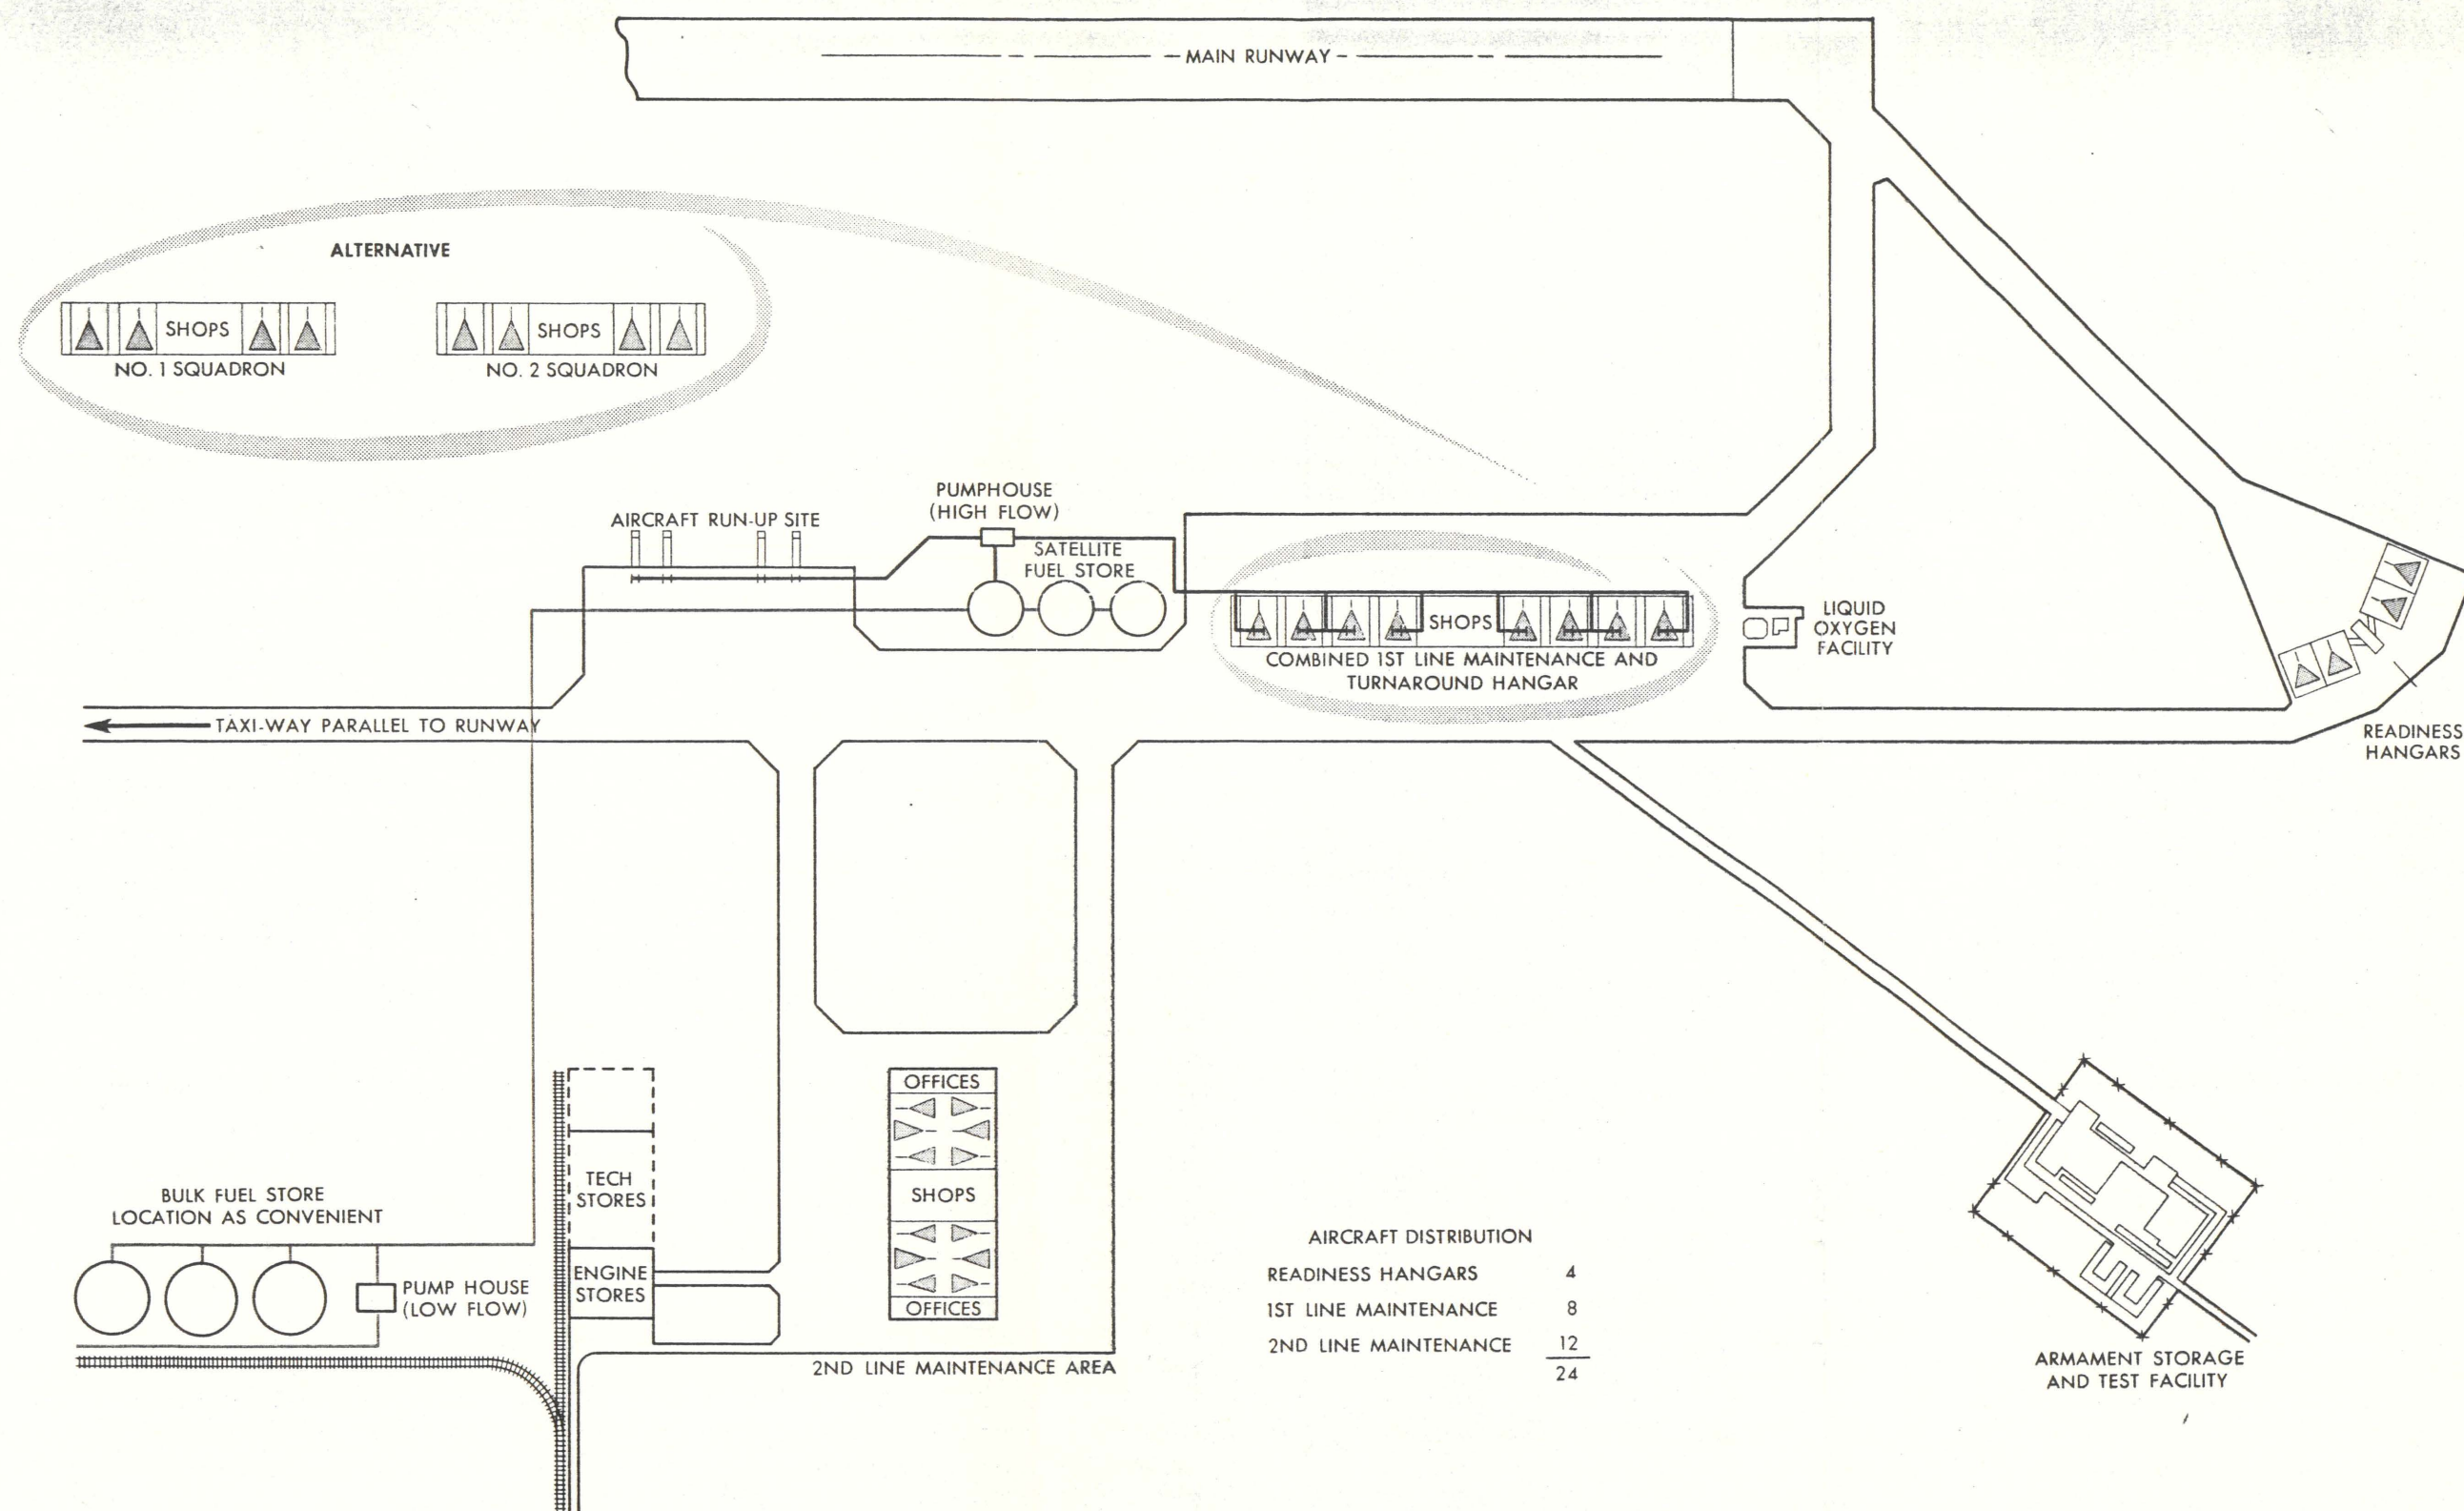 MAIN RUNWAY
ALTERNATIVE
SHOPS
NO. 1 SQUADRON
SHOPS
NO. 2 SQUADRON
PUMPHOUSE
(HIGH FLOW)
AIRCRAFT RUN-UP SITE
SATELLITE
FUEL STORE
SHOPS
COMBINED 1ST LINE MAINTENANCE AND
TURNAROUND HANGAR
LIQUID
OXYGEN
FACILITY
TAXI-WAY PARALLEL TO RUNWAY
READINESS
HANGARS
OFFICES
SHOPS
OFFICES
TECH
STORES
ENGINE
STORES
BULK FUEL STORE
LOCATION AS CONVENIENT
PUMP HOUSE
(LOW FLOW)
2ND LINE MAINTENANCE AREA
AIRCRAFT DISTRIBUTION
READINESS HANGARS 4
1ST LINE MAINTENANCE 8
2ND LINE MAINTENANCE 12
24
ARMAMENT STORAGE
AND TEST FACILITY